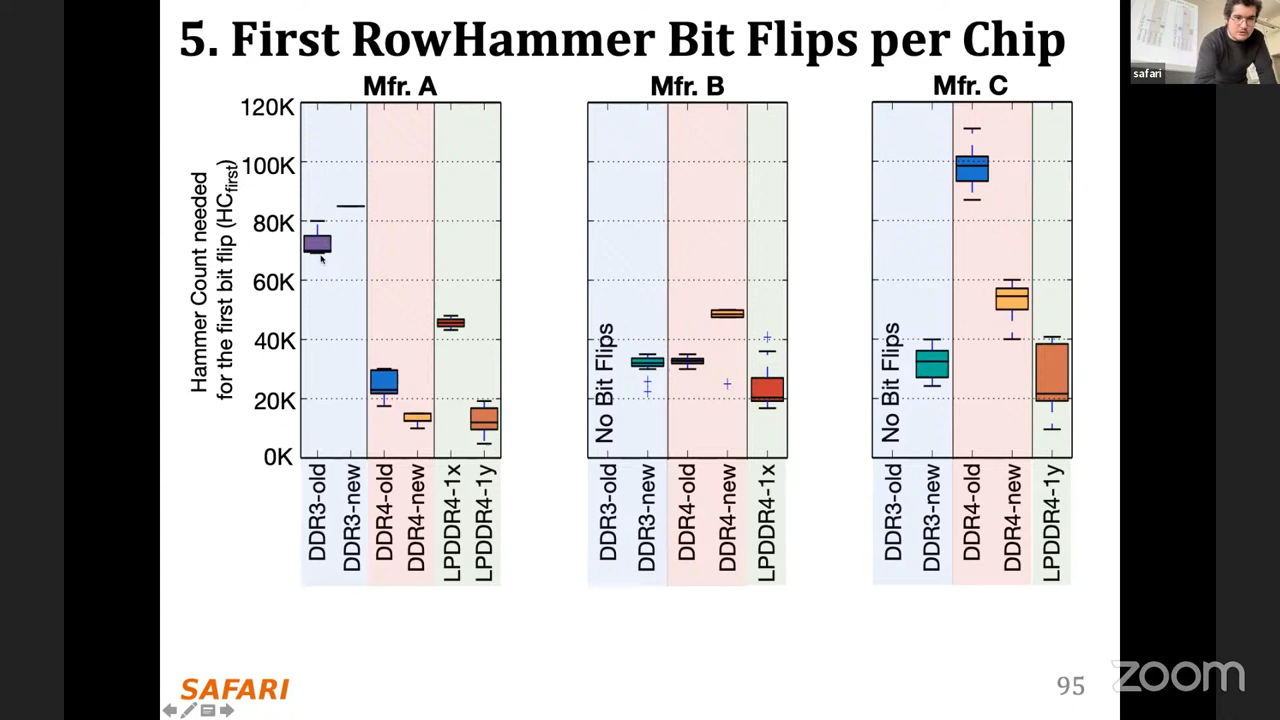 5. First RowHammer Bit Flips per Chip
safari
Mfr. A
Mfr. B
Mfr. C
Hammer Count needed
for the first bit flip (HCfirst)
120K
100K
80K
60K
40K
20K
0K
No Bit Flips
No Bit Flips
DDR3-old
DDR3-new
DDR4-old
DDR4-new
LPDDR4-1x
LPDDR4-1y
DDR3-old
DDR3-new
DDR4-old
DDR4-new
LPDDR4-1x
DDR3-old
DDR3-new
DDR4-old
DDR4-new
LPDDR4-1y
SAFARI
95
zoom